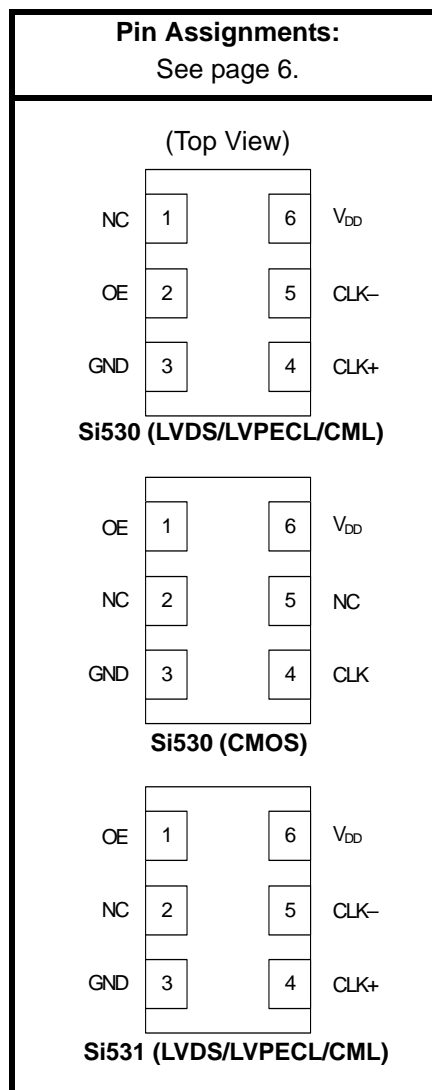 Pin Assignments:
See page 6.
(Top View)
NC 1 6 VDD
OE 2 5 CLK–
GND 3 4 CLK+
Si530 (LVDS/LVPECL/CML)
OE 1 6 VDD
NC 2 5 NC
GND 3 4 CLK
Si530 (CMOS)
OE 1 6 VDD
NC 2 5 CLK–
GND 3 4 CLK+
Si531 (LVDS/LVPECL/CML)